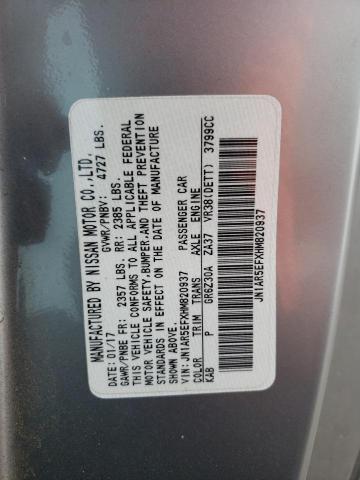 MANUFACTURED BY NISSAN MOTOR CO.,LTD.
DATE: 01/17 GVWR/PNBV: 4727 LBS.
GAWR/PNBE FR: 2357 LBS. RR: 2385 LBS.
THIS VEHICLE CONFORMS TO ALL APPLICABLE FEDERAL
MOTOR VEHICLE SAFETY,BUMPER,AND THEFT PREVENTION
STANDARDS IN EFFECT ON THE DATE OF MANUFACTURE
SHOWN ABOVE.
VIN: JN1AR5EFXHM820937 PASSENGER CAR
COLOR TRIM TRANS AXLE ENGINE
KAB P GR6Z30A ZA37 VR38(DETT) 3799CC
JN1AR5EFXHM820937